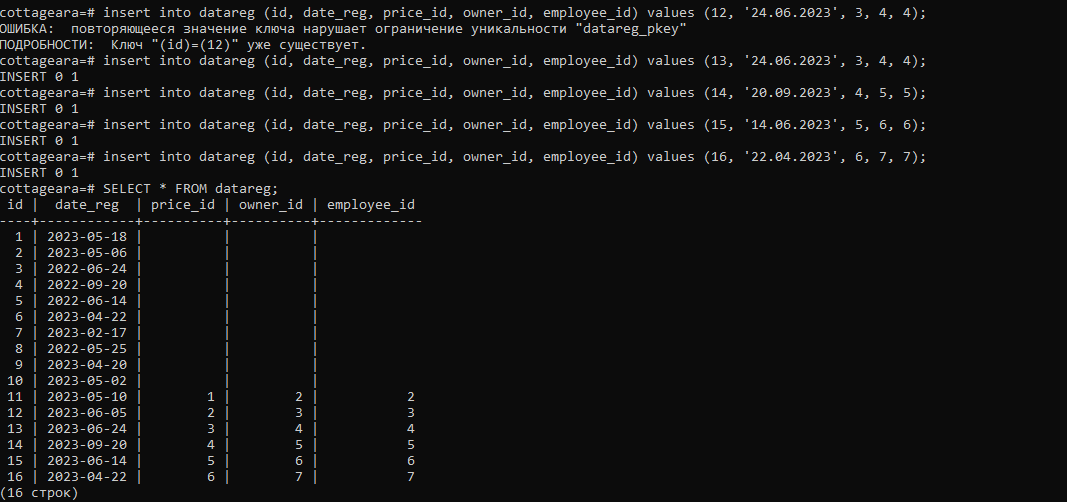 cottageara=# insert into datareg (id, date_reg, price_id, owner_id, employee_id) values (12, '24.06.2023', 3, 4, 4);
ОШИБКА:  повторяющееся значение ключа нарушает ограничение уникальности "datareg_pkey"
ПОДРОБНОСТИ:  Ключ "(id)=(12)" уже существует.
cottageara=# insert into datareg (id, date_reg, price_id, owner_id, employee_id) values (13, '24.06.2023', 3, 4, 4);
INSERT 0 1
cottageara=# insert into datareg (id, date_reg, price_id, owner_id, employee_id) values (14, '20.09.2023', 4, 5, 5);
INSERT 0 1
cottageara=# insert into datareg (id, date_reg, price_id, owner_id, employee_id) values (15, '14.06.2023', 5, 6, 6);
INSERT 0 1
cottageara=# insert into datareg (id, date_reg, price_id, owner_id, employee_id) values (16, '22.04.2023', 6, 7, 7);
INSERT 0 1
cottageara=# SELECT * FROM datareg;
 id |  date_reg  | price_id | owner_id | employee_id
----+------------+----------+----------+-------------
  1 | 2023-05-18 |          |          |
  2 | 2023-05-06 |          |          |
  3 | 2022-06-24 |          |          |
  4 | 2022-09-20 |          |          |
  5 | 2022-06-14 |          |          |
  6 | 2023-04-22 |          |          |
  7 | 2023-02-17 |          |          |
  8 | 2022-05-25 |          |          |
  9 | 2023-04-20 |          |          |
 10 | 2023-05-02 |          |          |
 11 | 2023-05-10 |        1 |        2 |           2
 12 | 2023-06-05 |        2 |        3 |           3
 13 | 2023-06-24 |        3 |        4 |           4
 14 | 2023-09-20 |        4 |        5 |           5
 15 | 2023-06-14 |        5 |        6 |           6
 16 | 2023-04-22 |        6 |        7 |           7
(16 строк)